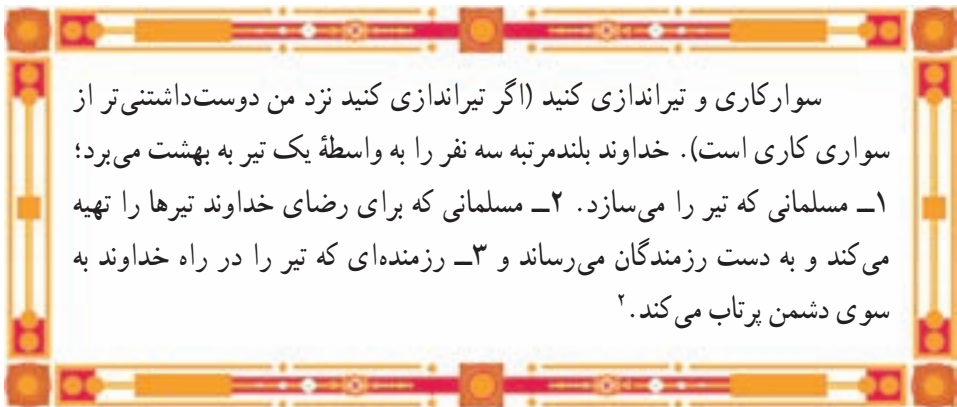 سوارکاری و تیراندازی کنید (اگر تیراندازی کنید نزد من دوست‌داشتنی‌تر از
سواری کاری است). خداوند بلندمرتبه سه نفر را به واسطهٔ یک تیر به بهشت می‌برد؛
۱ــ مسلمانی که تیر را می‌سازد. ۲ــ مسلمانی که برای رضای خداوند تیرها را تهیه
می‌کند و به دست رزمندگان می‌رساند و ۳ــ رزمنده‌ای که تیر را در راه خداوند به
سوی دشمن پرتاب می‌کند.۲